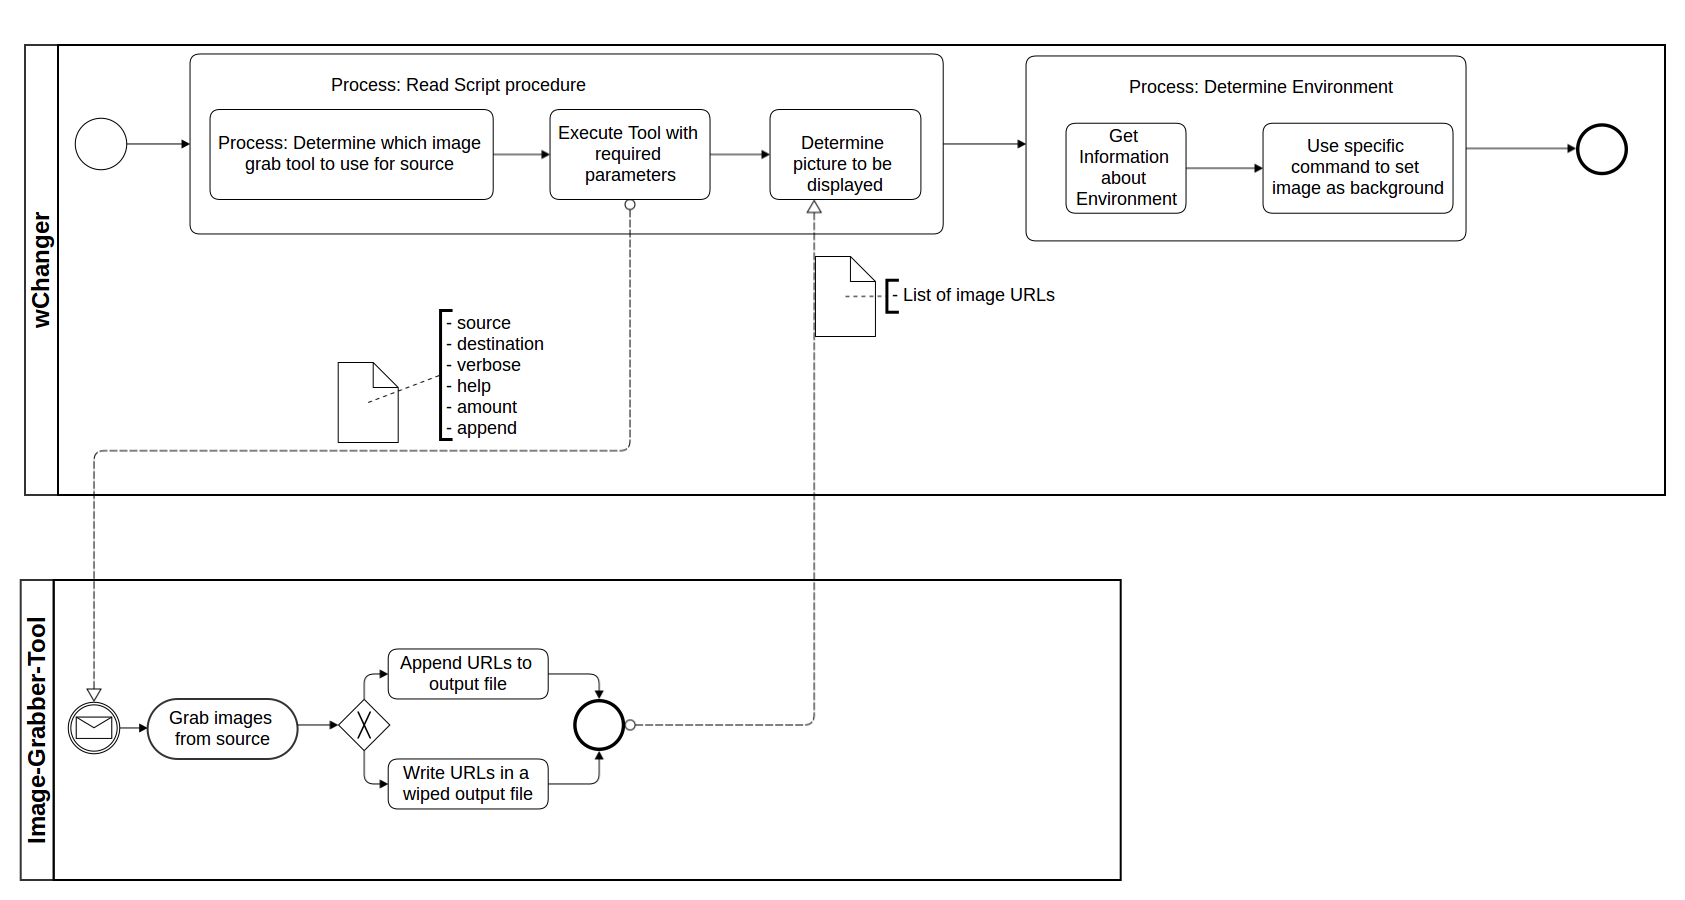 wChanger
Process: Read Script procedure
Process: Determine which image
grab tool to use for source
Execute Tool with
required
parameters
Determine
picture to be
displayed
Process: Determine Environment
Get
Information
about
Environment
Use specific
command to set
image as background
- List of image URLs
- source
- destination
- verbose
- help
- amount
- append
Image-Grabber-Tool
Grab images
from source
Append URLs to
output file
Write URLs in a
wiped output file